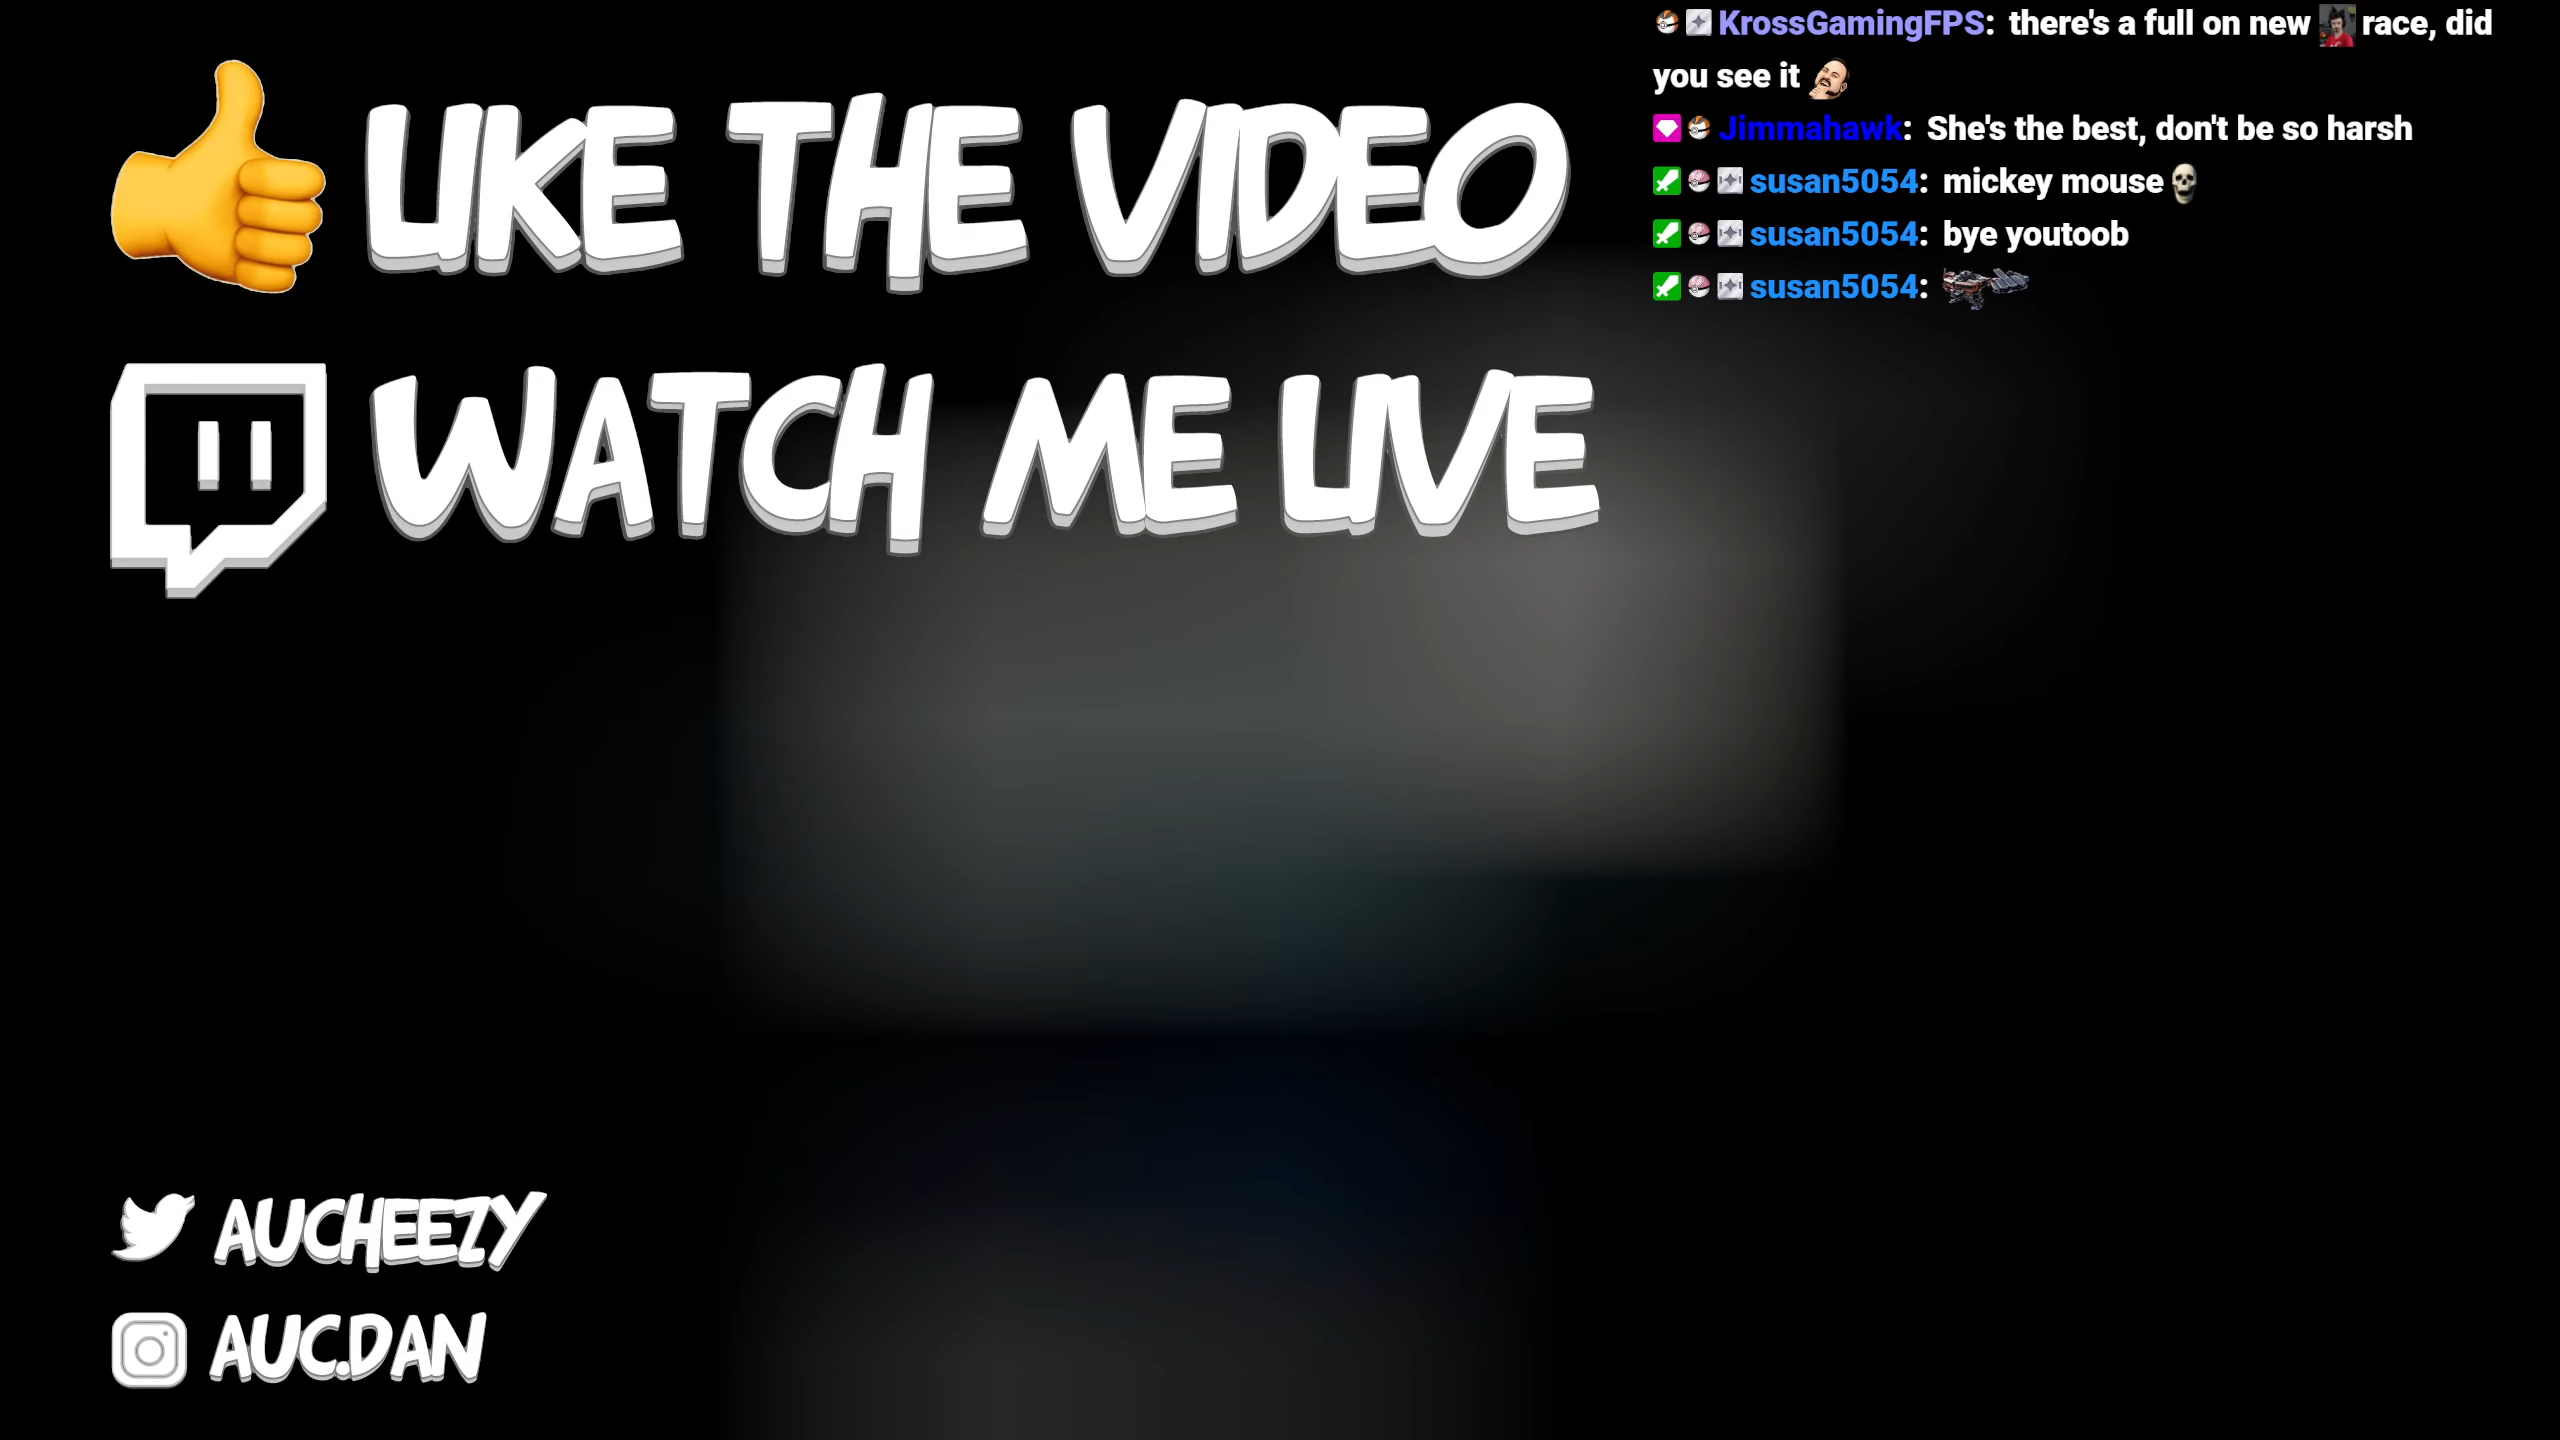 LIKE THE VIDEO
WATCH ME LIVE
AUCHEEZY
AUC.DAN
KrossGamingFPS: there's a full on new race, did
you see it
Jimmahawk: She's the best, don't be so harsh
susan5054: mickey mouse
susan5054: bye youtoob
susan5054: